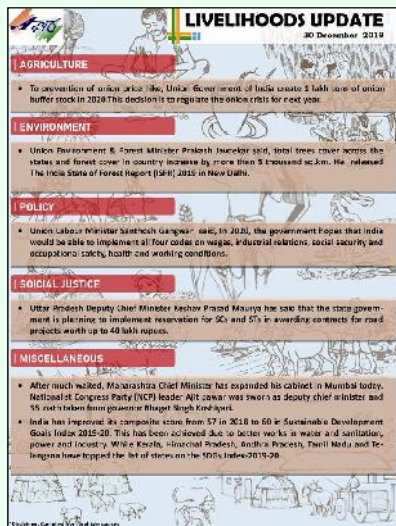 LIVELIHOODS UPDATE
30 December 2019
| AGRICULTURE
• To prevention of onion price hike, Union Government of India create 1 lakh tons of onion
buffer stock in 2020.This decision is to regulate the onion crisis for next year.
| ENVIRONMENT
• Union Environment & Forest Minister Prakash Javdekar said, total trees cover across the
states and forest cover in country increase by more than 5 thousand sq.km. He released
The India State of Forest Report (ISFR) 2019 in New Delhi.
| POLICY
• Union Labour Minister Santhosh Gangwar said, In 2020, the government hopes that India
would be able to implement all four codes on wages, industrial relations, social security and
occupational safety, health and working conditions.
| SOICIAL JUSTICE
• Uttar Pradesh Deputy Chief Minister Keshav Prasad Maurya has said that the state govern-
ment is planning to implement reservation for SCs and STs in awarding contracts for road
projects worth up to 40 lakh rupees.
| MISCELLANEOUS
• After much waited, Maharashtra Chief Minister has expanded his cabinet in Mumbai today.
Nationalist Congress Party (NCP) leader Ajit pawar was sworn as deputy chief minister and
oath taken from governor Bhagat Singh Koshiyari.
• India has improved its composite score from 57 in 2018 to 60 in Sustainable Development
Goals Index 2019-20. This has been achieved due to better works in water and sanitation,
power and industry. While Kerala, Himachal Pradesh, Andhra Pradesh, Tamil Nadu and Te-
langana have topped the list of states on the SDGs Index-2019-20.